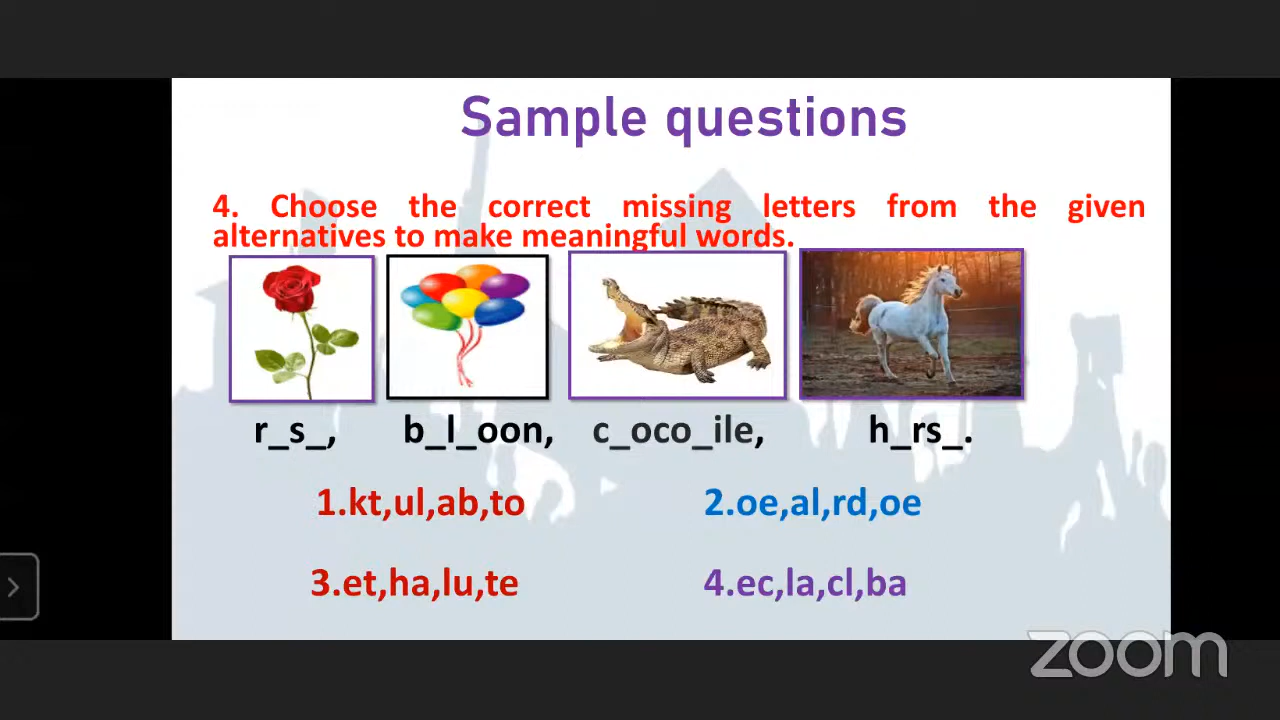 Sample questions
4. Choose the correct missing letters from the given
alternatives to make meaningful words.
r_s_, b_l_oon, c_oco_ile, h_rs_.
1.kt,ul,ab,to 2.oe,al,rd,oe
3.et,ha,lu,te 4.ec,la,cl,ba
zoom